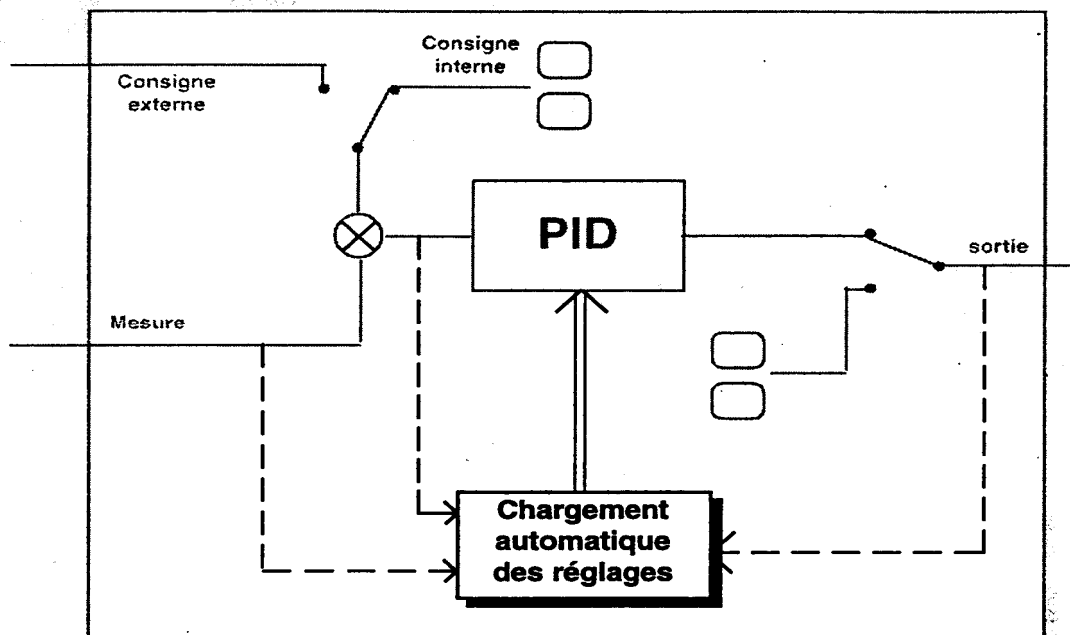 Consigne
interne
Consigne
externe
PID
sortie
Mesure
Chargement
automatique
des réglages